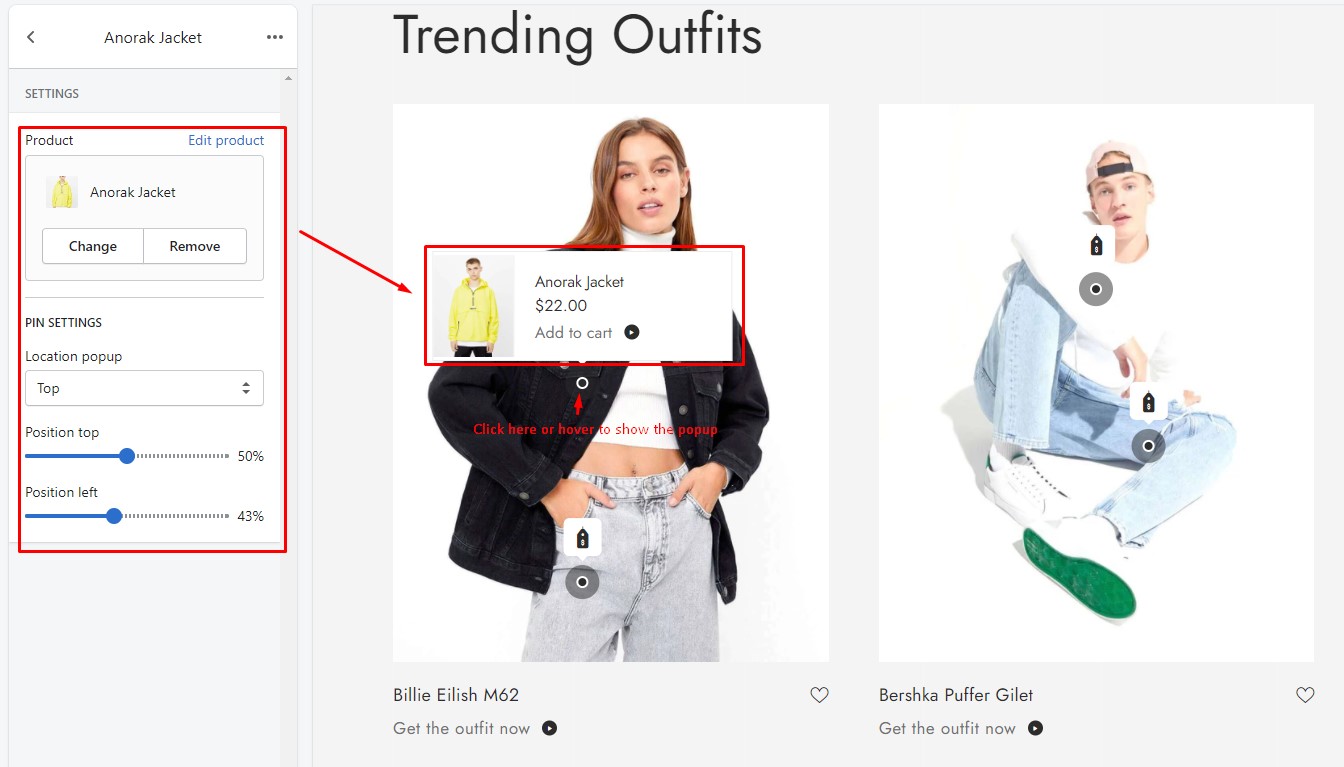 Anorak Jacket
SETTINGS
Product
Edit product
Anorak Jacket
Change
Remove
PIN SETTINGS
Location popup
Top
Position top
50%
Position left
43%
Trending Outfits
Anorak Jacket
$22.00
Add to cart
Click here or hover to show the popup
Billie Eilish M62
Get the outfit now
Bershka Puffer Gilet
Get the outfit now